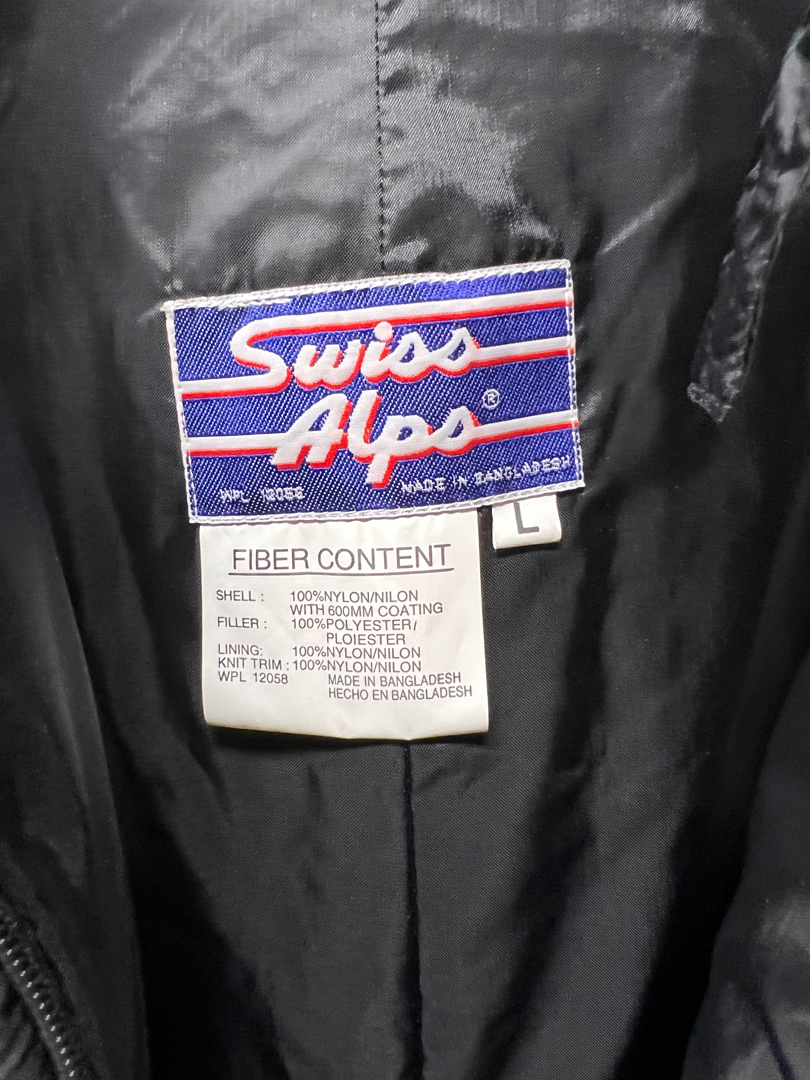 Swiss
Alps®
WPL 12058 MADE IN BANGLADESH
L
FIBER CONTENT
SHELL : 100%NYLON/NILON
WITH 600MM COATING
FILLER : 100%POLYESTER/
PLOIESTER
LINING: 100%NYLON/NILON
KNIT TRIM : 100%NYLON/NILON
WPL 12058 MADE IN BANGLADESH
HECHO EN BANGLADESH